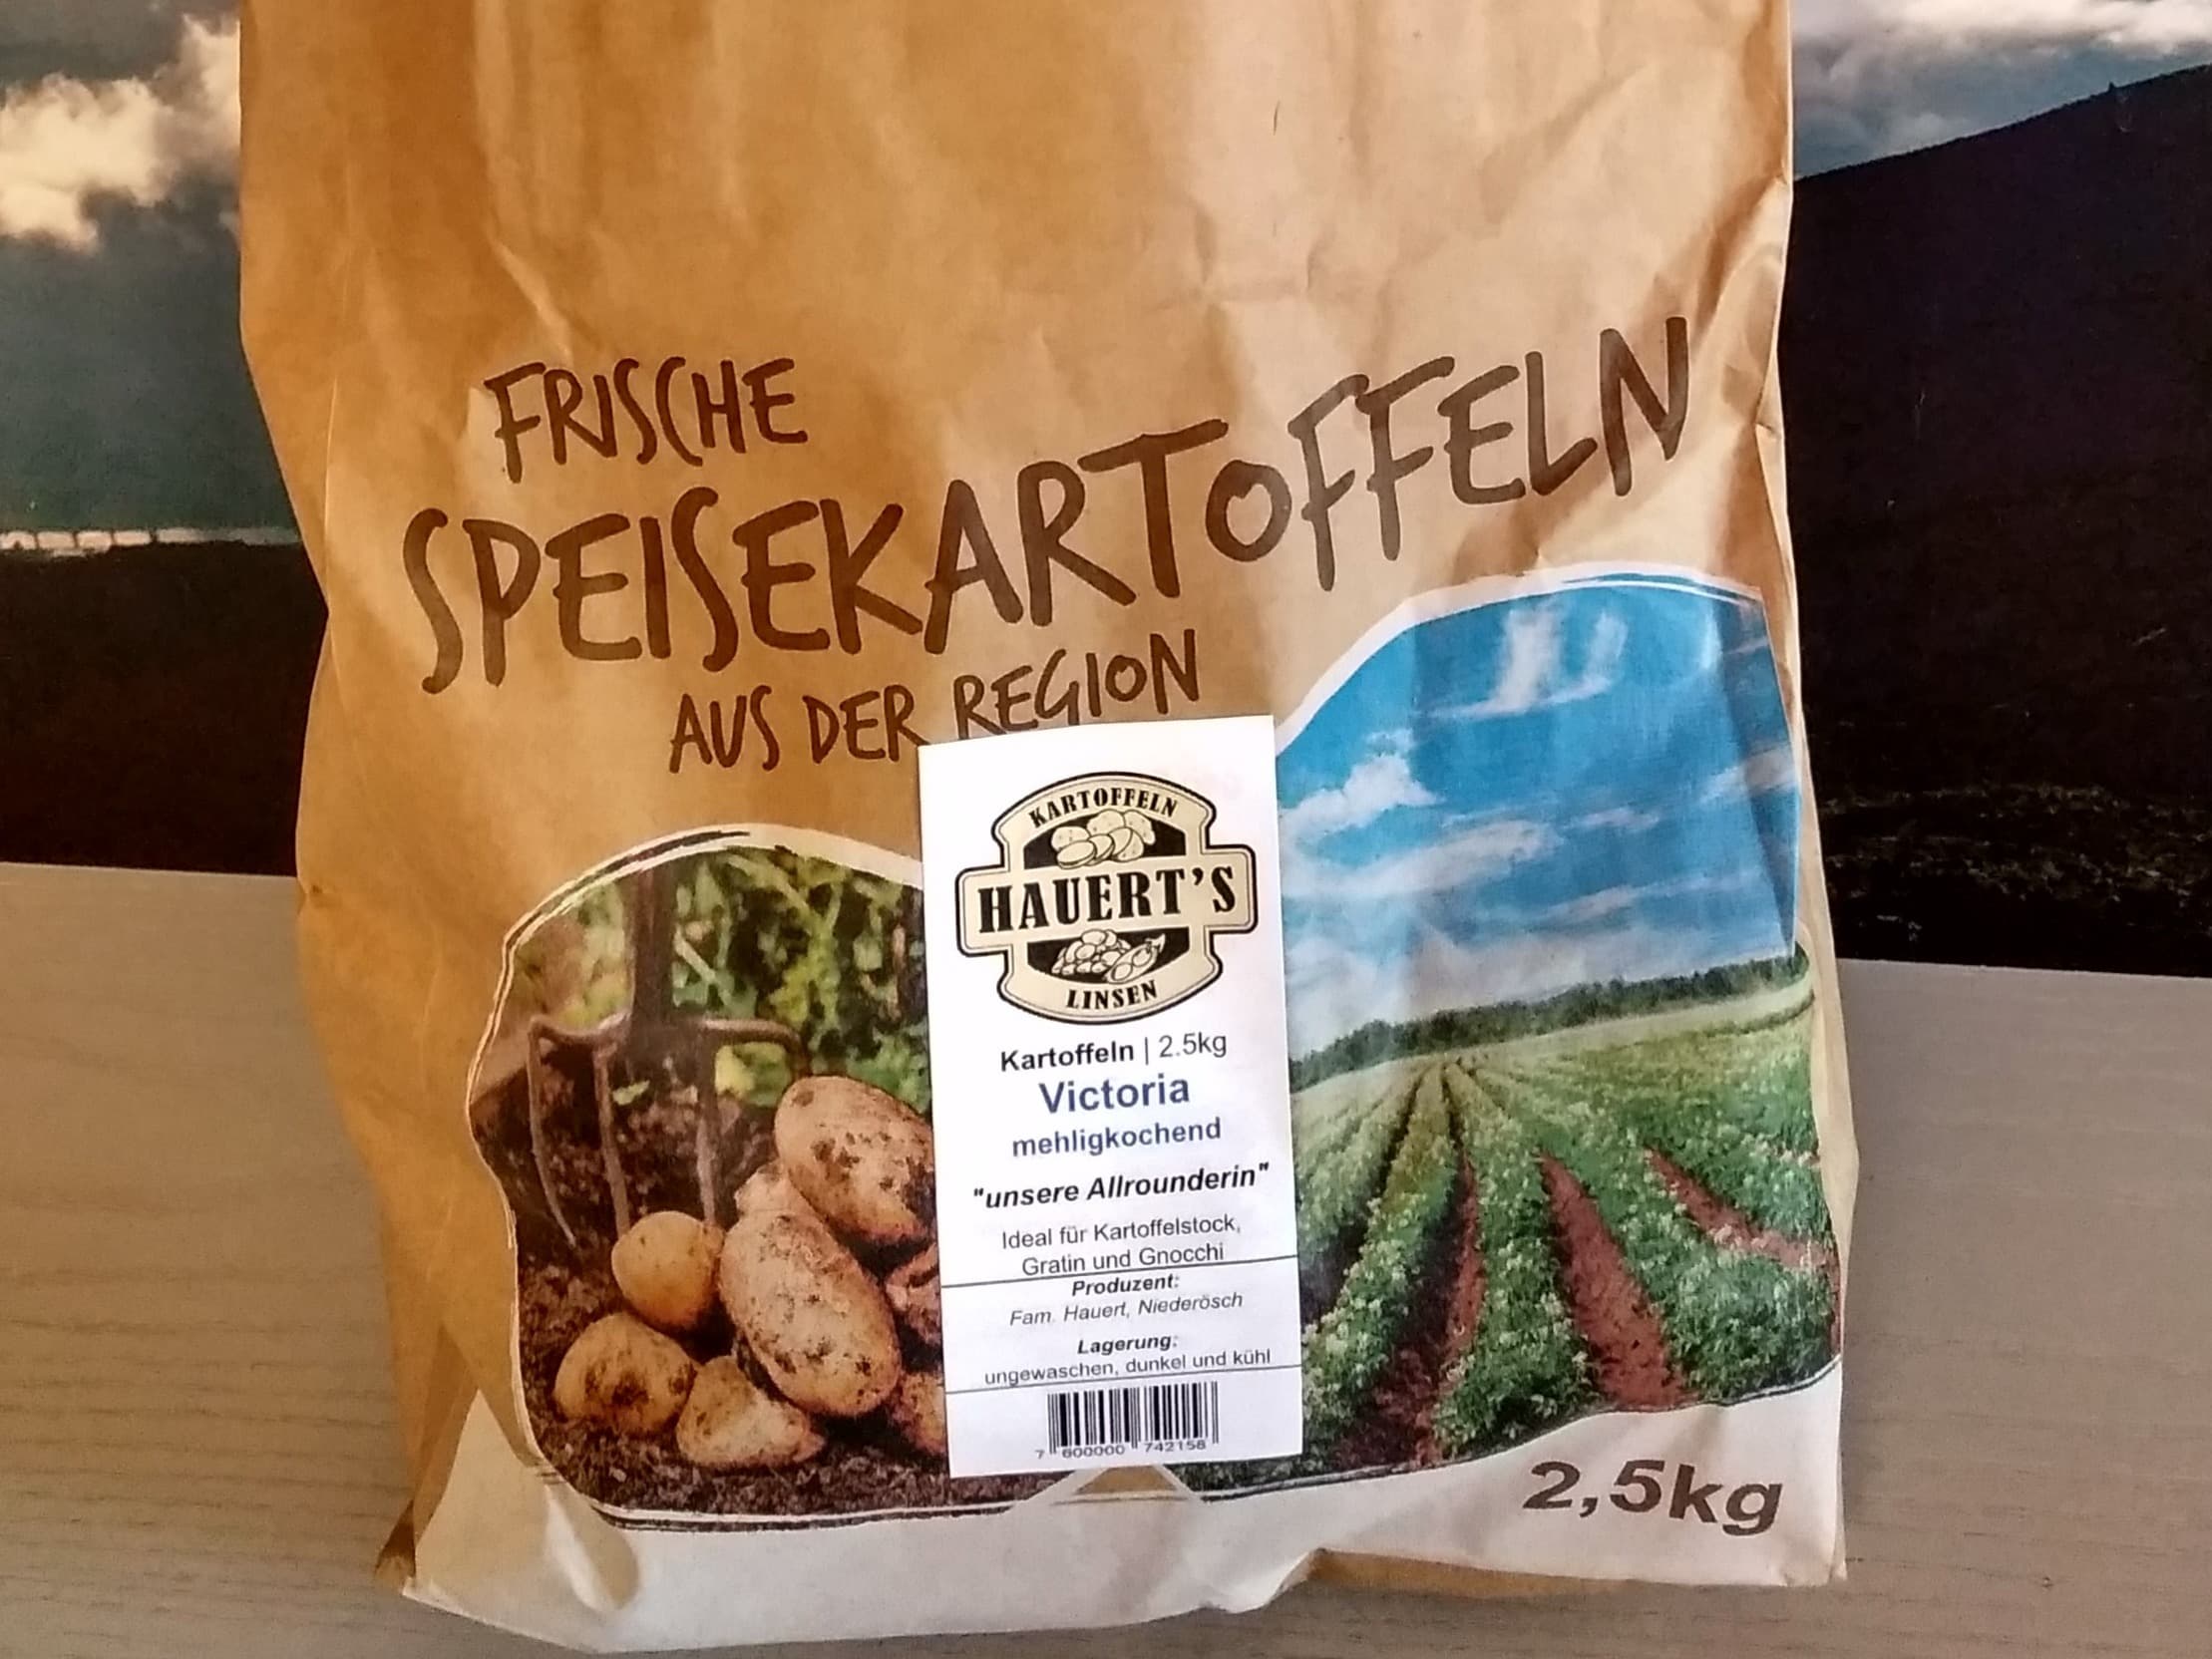 FRISCHE
SPEISEKARTOFFELN
AUS DER REGION
KARTOFFELN
HAUERT'S
LINSEN
Kartoffeln | 2.5kg
Victoria
mehligkochend
"unsere Allrounderin"
Ideal für Kartoffelstock,
Gratin und Gnocchi
Produzent:
Fam. Hauert, Niederösch
Lagerung:
ungewaschen, dunkel und kühl
7 600000 742158
2,5kg